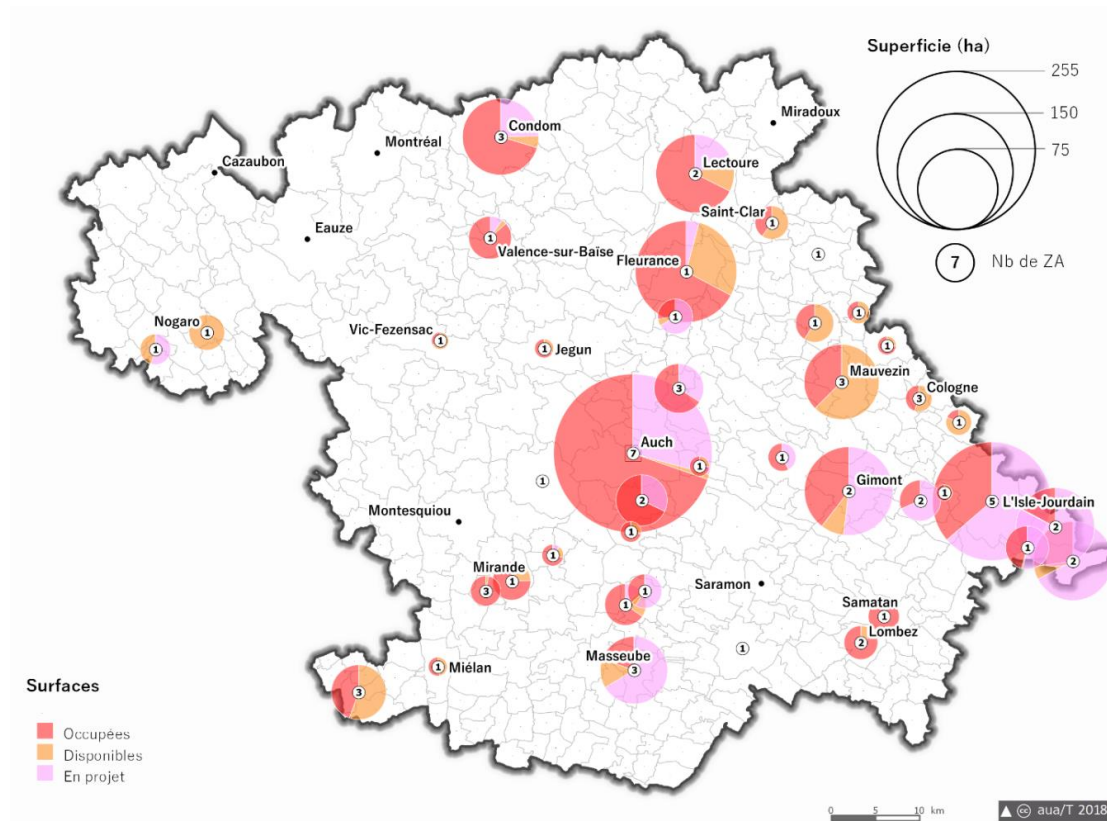 Superficie (ha)
255
150
75
7 Nb de ZA
Miradoux
3 Condom
Montréal
Cazaubon
Lectoure
2
Saint-Clar
1
Eauze
1
Valence-sur-Baïse
Fleurance
1
1
Nogaro
1
1
Vic-Fezensac
1
1
Jegun
1
1
1
1
3
Mauvezin
3
Cologne
3
1
Auch
7
1
1
Gimont
2
2
1
5
L'Isle-Jourdain
2
1
2
1
2
1
Montesquiou
1
Mirande
1
3
1
1
Saramon
Samatan
1
Lombez
2
Masseube
3
1
1
Miélan
3
Surfaces
Occupées
Disponibles
En projet
0 5 10 km
cc aua/T 2018